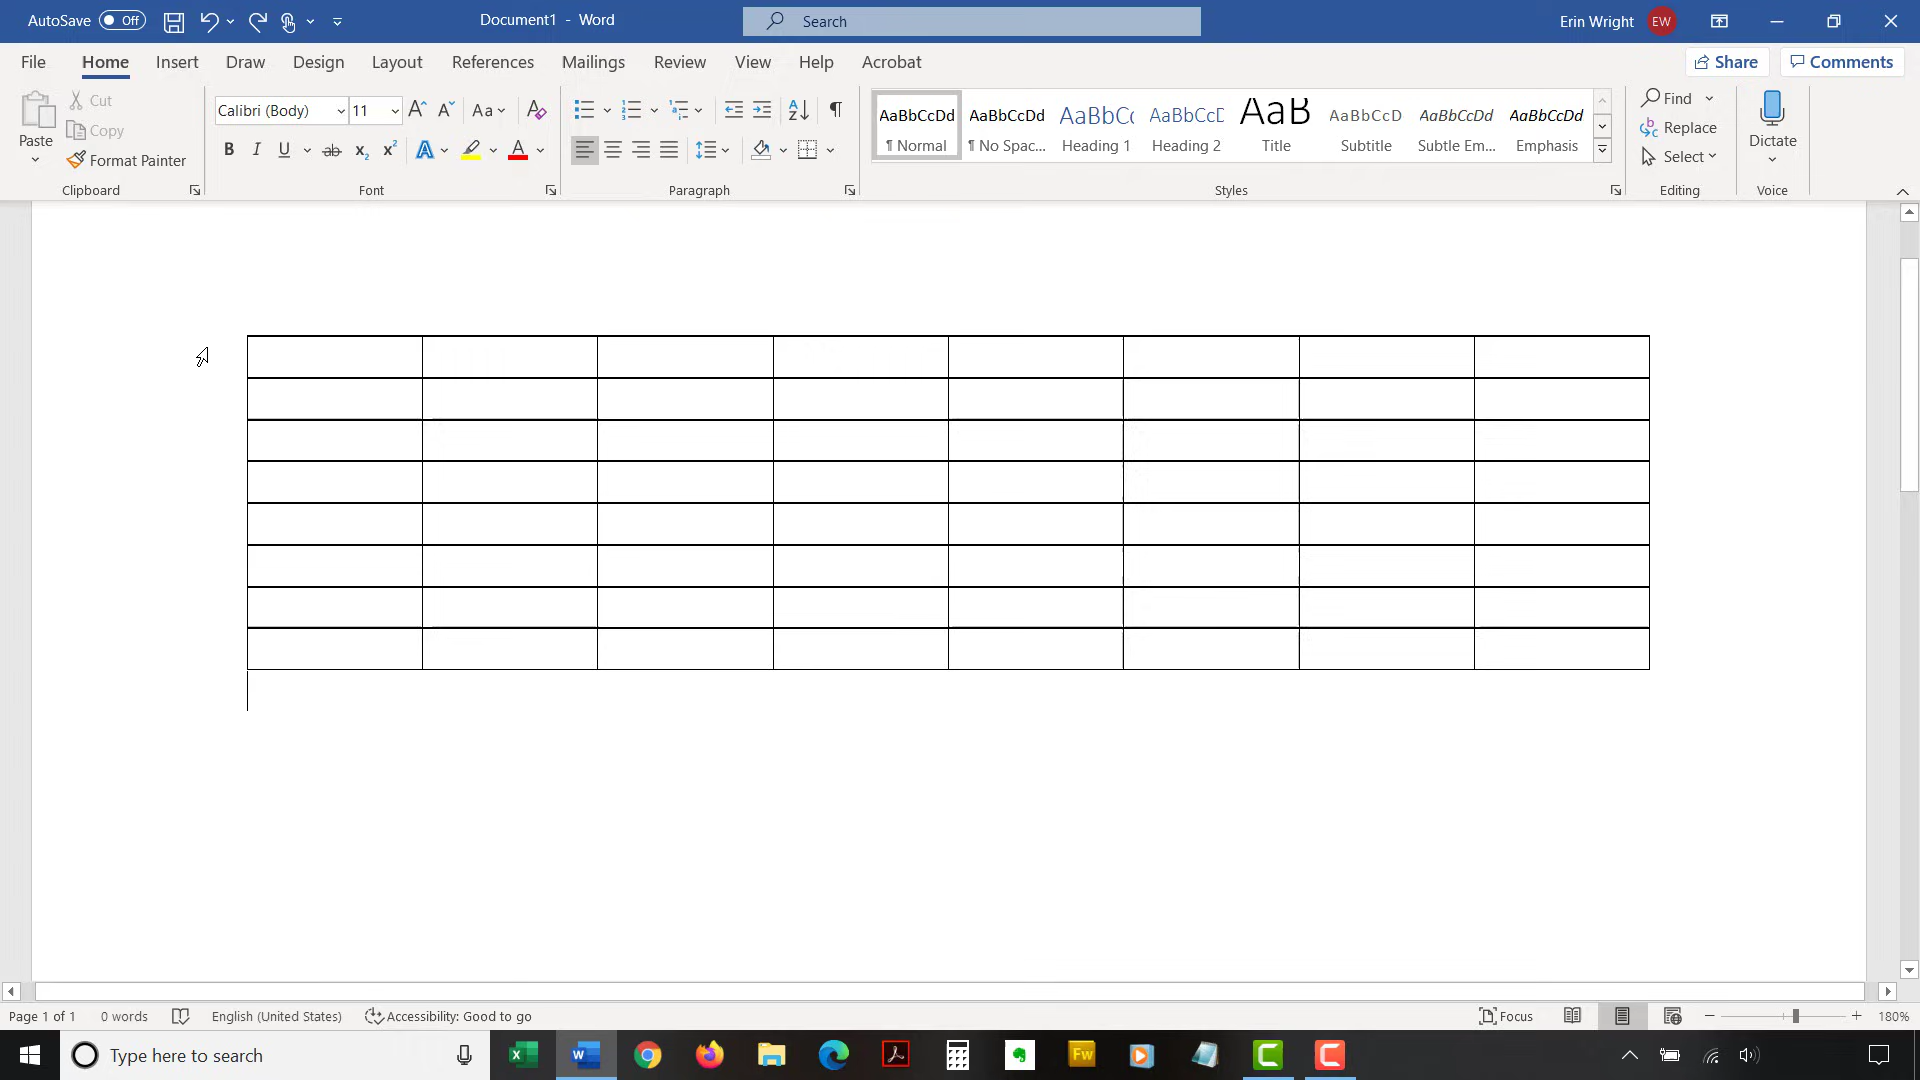 AutoSave Off Document1 - Word Search Erin Wright EW
File Home Insert Draw Design Layout References Mailings Review View Help Acrobat Share Comments
Paste Cut Copy Format Painter
Clipboard
Calibri (Body) 11 Aa
B I U ab x₂ x² A A
Font
Paragraph
AaBbCcDd AaBbCcDd AaBbCc AaBbCcD AaB AaBbCcD AaBbCcDd AaBbCcDd
¶ Normal ¶ No Spac... Heading 1 Heading 2 Title Subtitle Subtle Em... Emphasis
Styles
Find
Replace
Select
Editing
Dictate
Voice
Page 1 of 1 0 words English (United States) Accessibility: Good to go Focus 180%
Type here to search